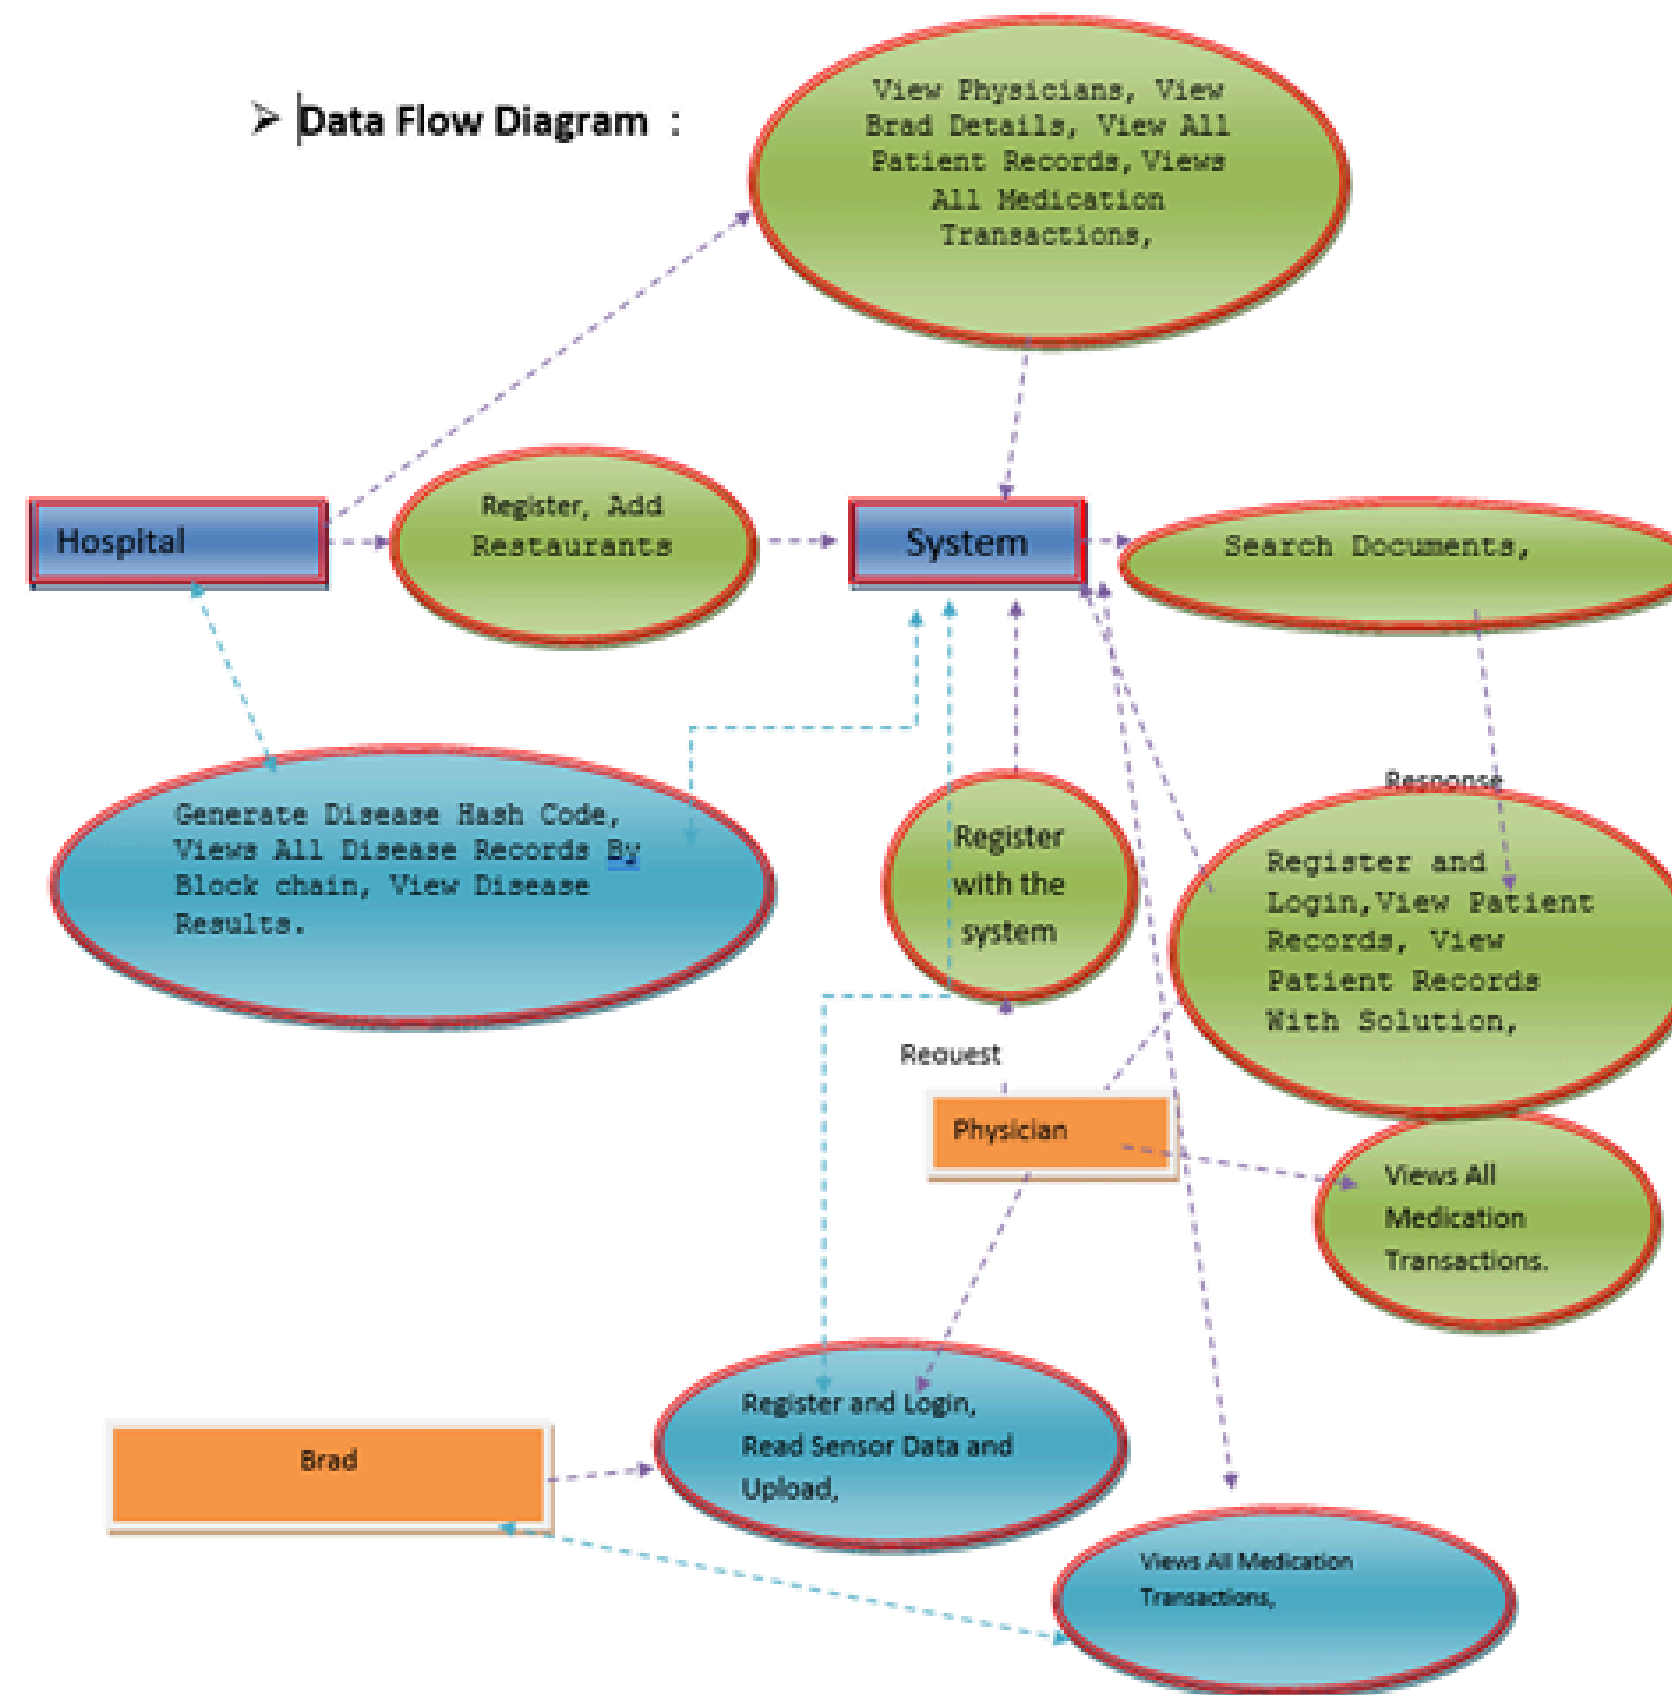 ➢ Data Flow Diagram :
View Physicians, View
Brad Details, View All
Patient Records, Views
All Medication
Transactions,
Hospital
Register, Add
Restaurants
System
Search Documents,
Generate Disease Hash Code,
Views All Disease Records By
Block chain, View Disease
Results.
Register
with the
system
Response
Register and
Login,View Patient
Records, View
Patient Records
With Solution,
Request
Physician
Views All
Medication
Transactions.
Brad
Register and Login,
Read Sensor Data and
Upload,
Views All Medication
Transactions,